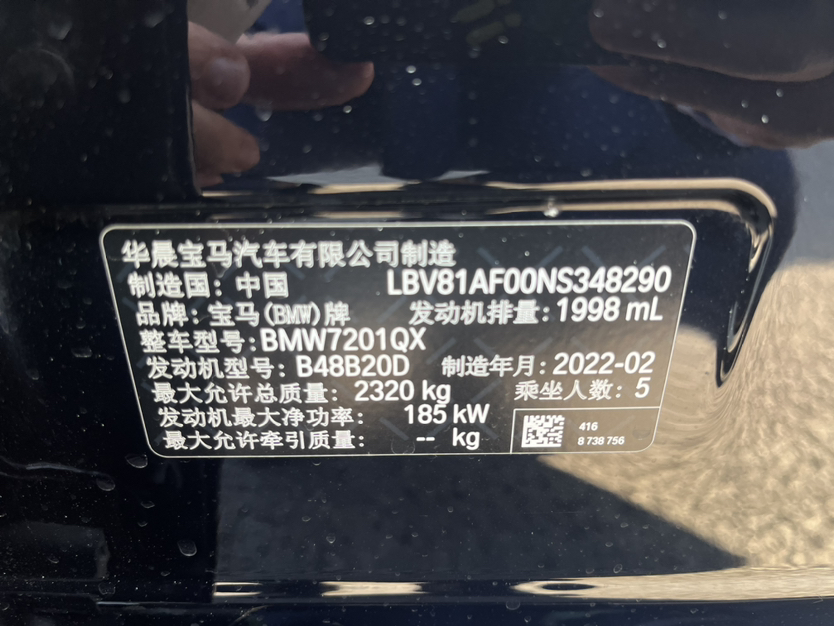 华晨宝马汽车有限公司制造
制造国：中国 LBV81AF00NS348290
品牌：宝马(BMW)牌 发动机排量：1998 mL
整车型号：BMW7201QX
发动机型号：B48B20D 制造年月：2022-02
最大允许总质量：2320 kg 乘坐人数：5
发动机最大净功率：185 kW
最大允许牵引质量：-- kg
416
8 738 756